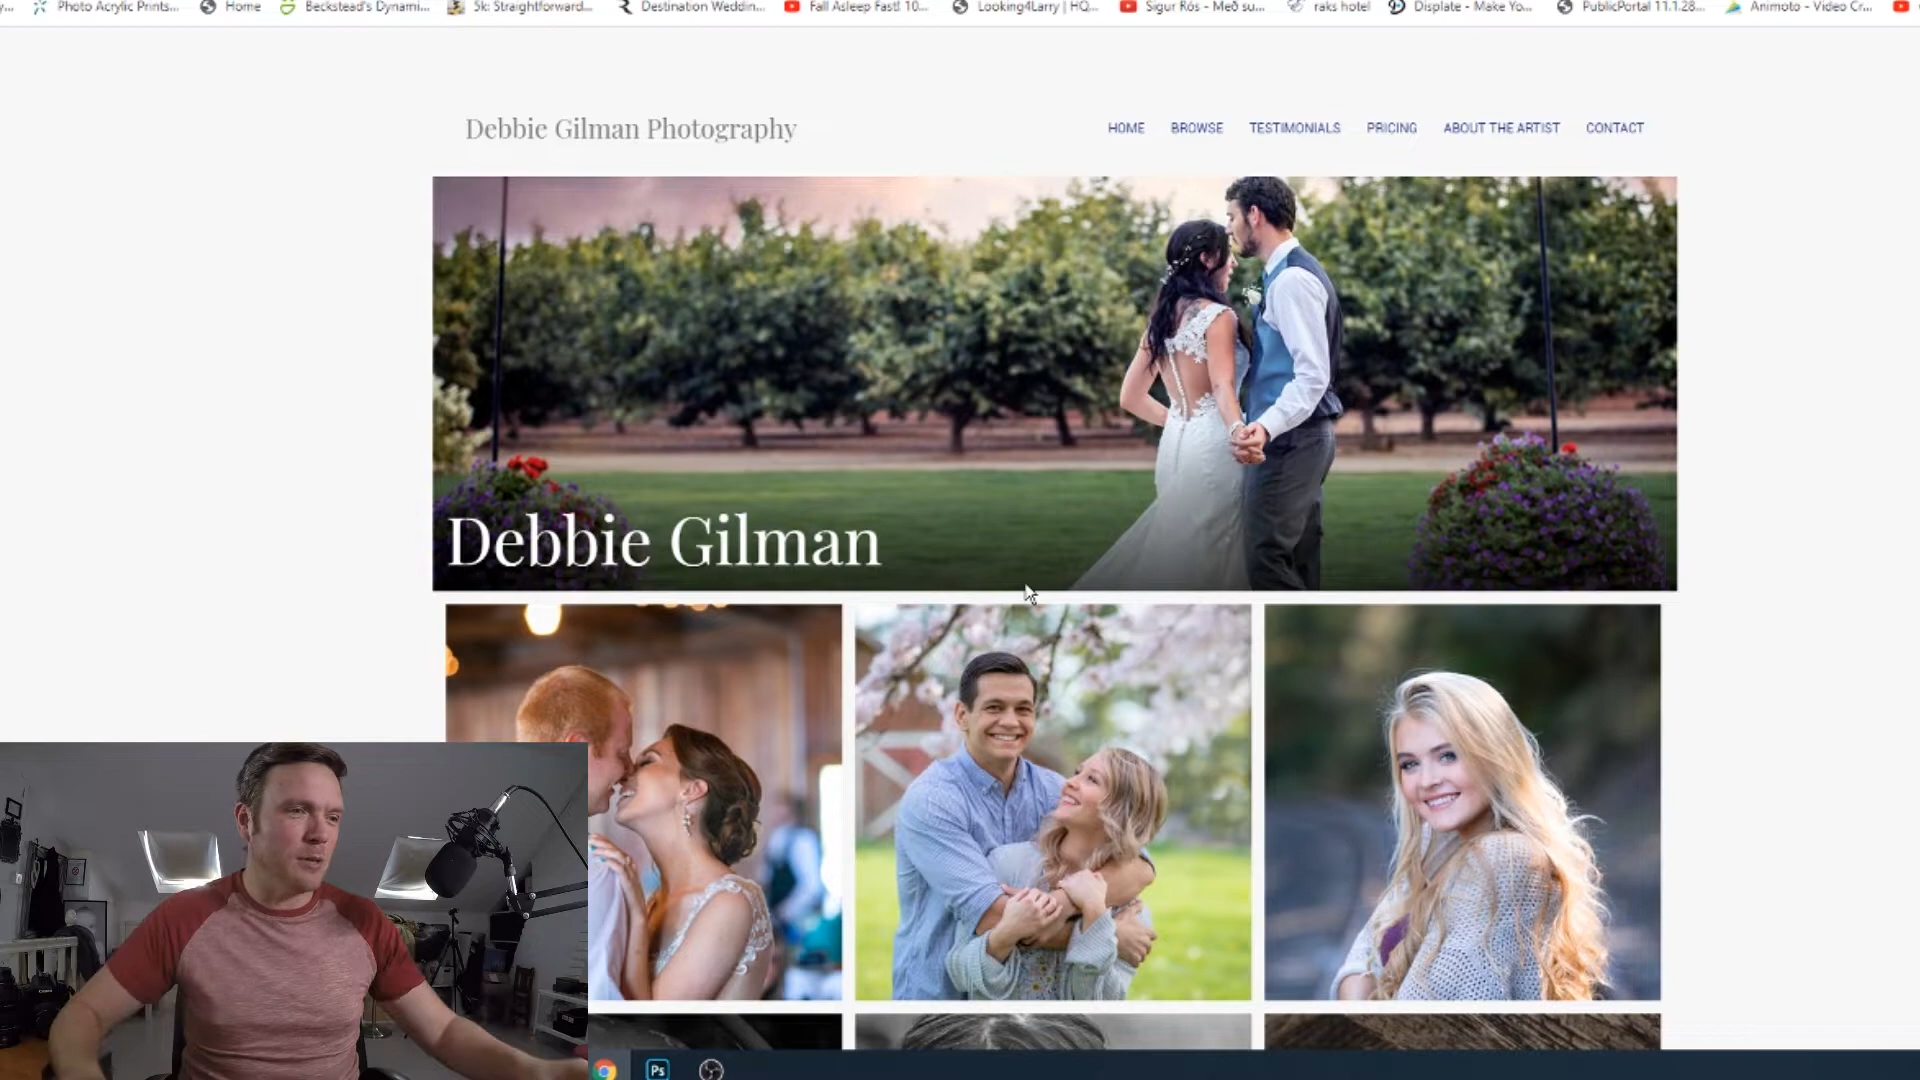 Photo Acrylic Prints... Home Beckstead's Dynami... 5k: Straightforward... Destination Weddin... Fall Asleep Fast! 10... Looking4Larry | HQ... Sigur Rós - Með su... raks hotel Displate - Make Yo... PublicPortal 11.1.28... Animoto - Video Cr...
Debbie Gilman Photography
HOME BROWSE TESTIMONIALS PRICING ABOUT THE ARTIST CONTACT
Debbie Gilman
Ps